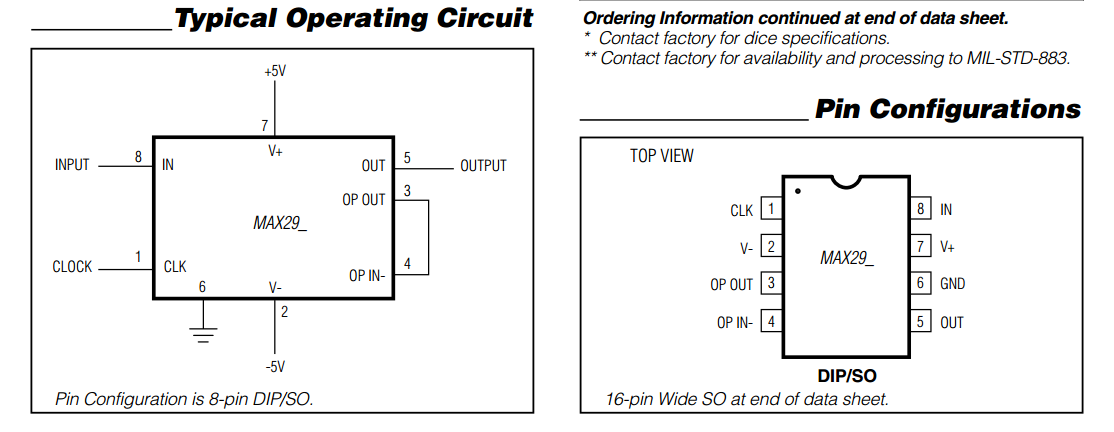 Typical Operating Circuit
+5V
7
V+
INPUT
8
IN
OUT
5
OUTPUT
OP OUT
3
MAX29_
CLOCK
1
CLK
OP IN-
4
6
V-
2
-5V
Pin Configuration is 8-pin DIP/SO.
Ordering Information continued at end of data sheet.
* Contact factory for dice specifications.
** Contact factory for availability and processing to MIL-STD-883.
Pin Configurations
TOP VIEW
CLK 1
8 IN
V- 2
7 V+
MAX29_
OP OUT 3
6 GND
OP IN- 4
5 OUT
DIP/SO
16-pin Wide SO at end of data sheet.